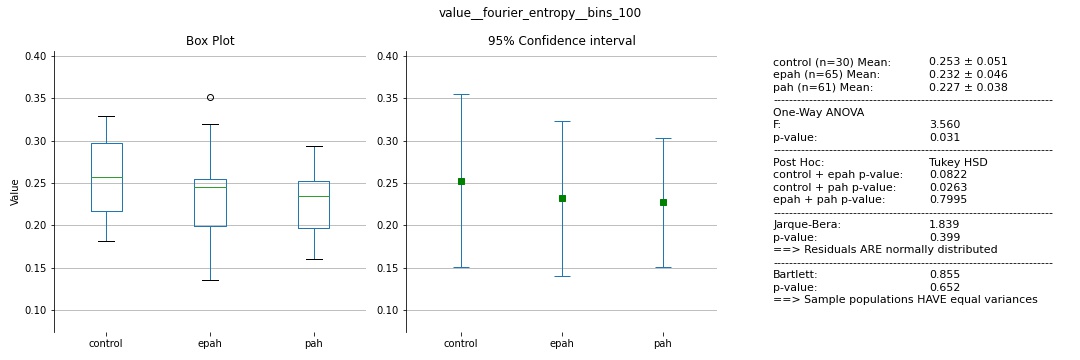 value__fourier_entropy__bins_100
Box Plot
0.40
0.35
0.30
0.25
0.20
0.15
0.10
Value
control epah pah
95% Confidence interval
0.40
0.35
0.30
0.25
0.20
0.15
0.10
control epah pah
control (n=30) Mean: 0.253 ± 0.051
epah (n=65) Mean: 0.232 ± 0.046
pah (n=61) Mean: 0.227 ± 0.038
One-Way ANOVA
F: 3.560
p-value: 0.031
Post Hoc: Tukey HSD
control + epah p-value: 0.0822
control + pah p-value: 0.0263
epah + pah p-value: 0.7995
Jarque-Bera: 1.839
p-value: 0.399
==> Residuals ARE normally distributed
Bartlett: 0.855
p-value: 0.652
==> Sample populations HAVE equal variances